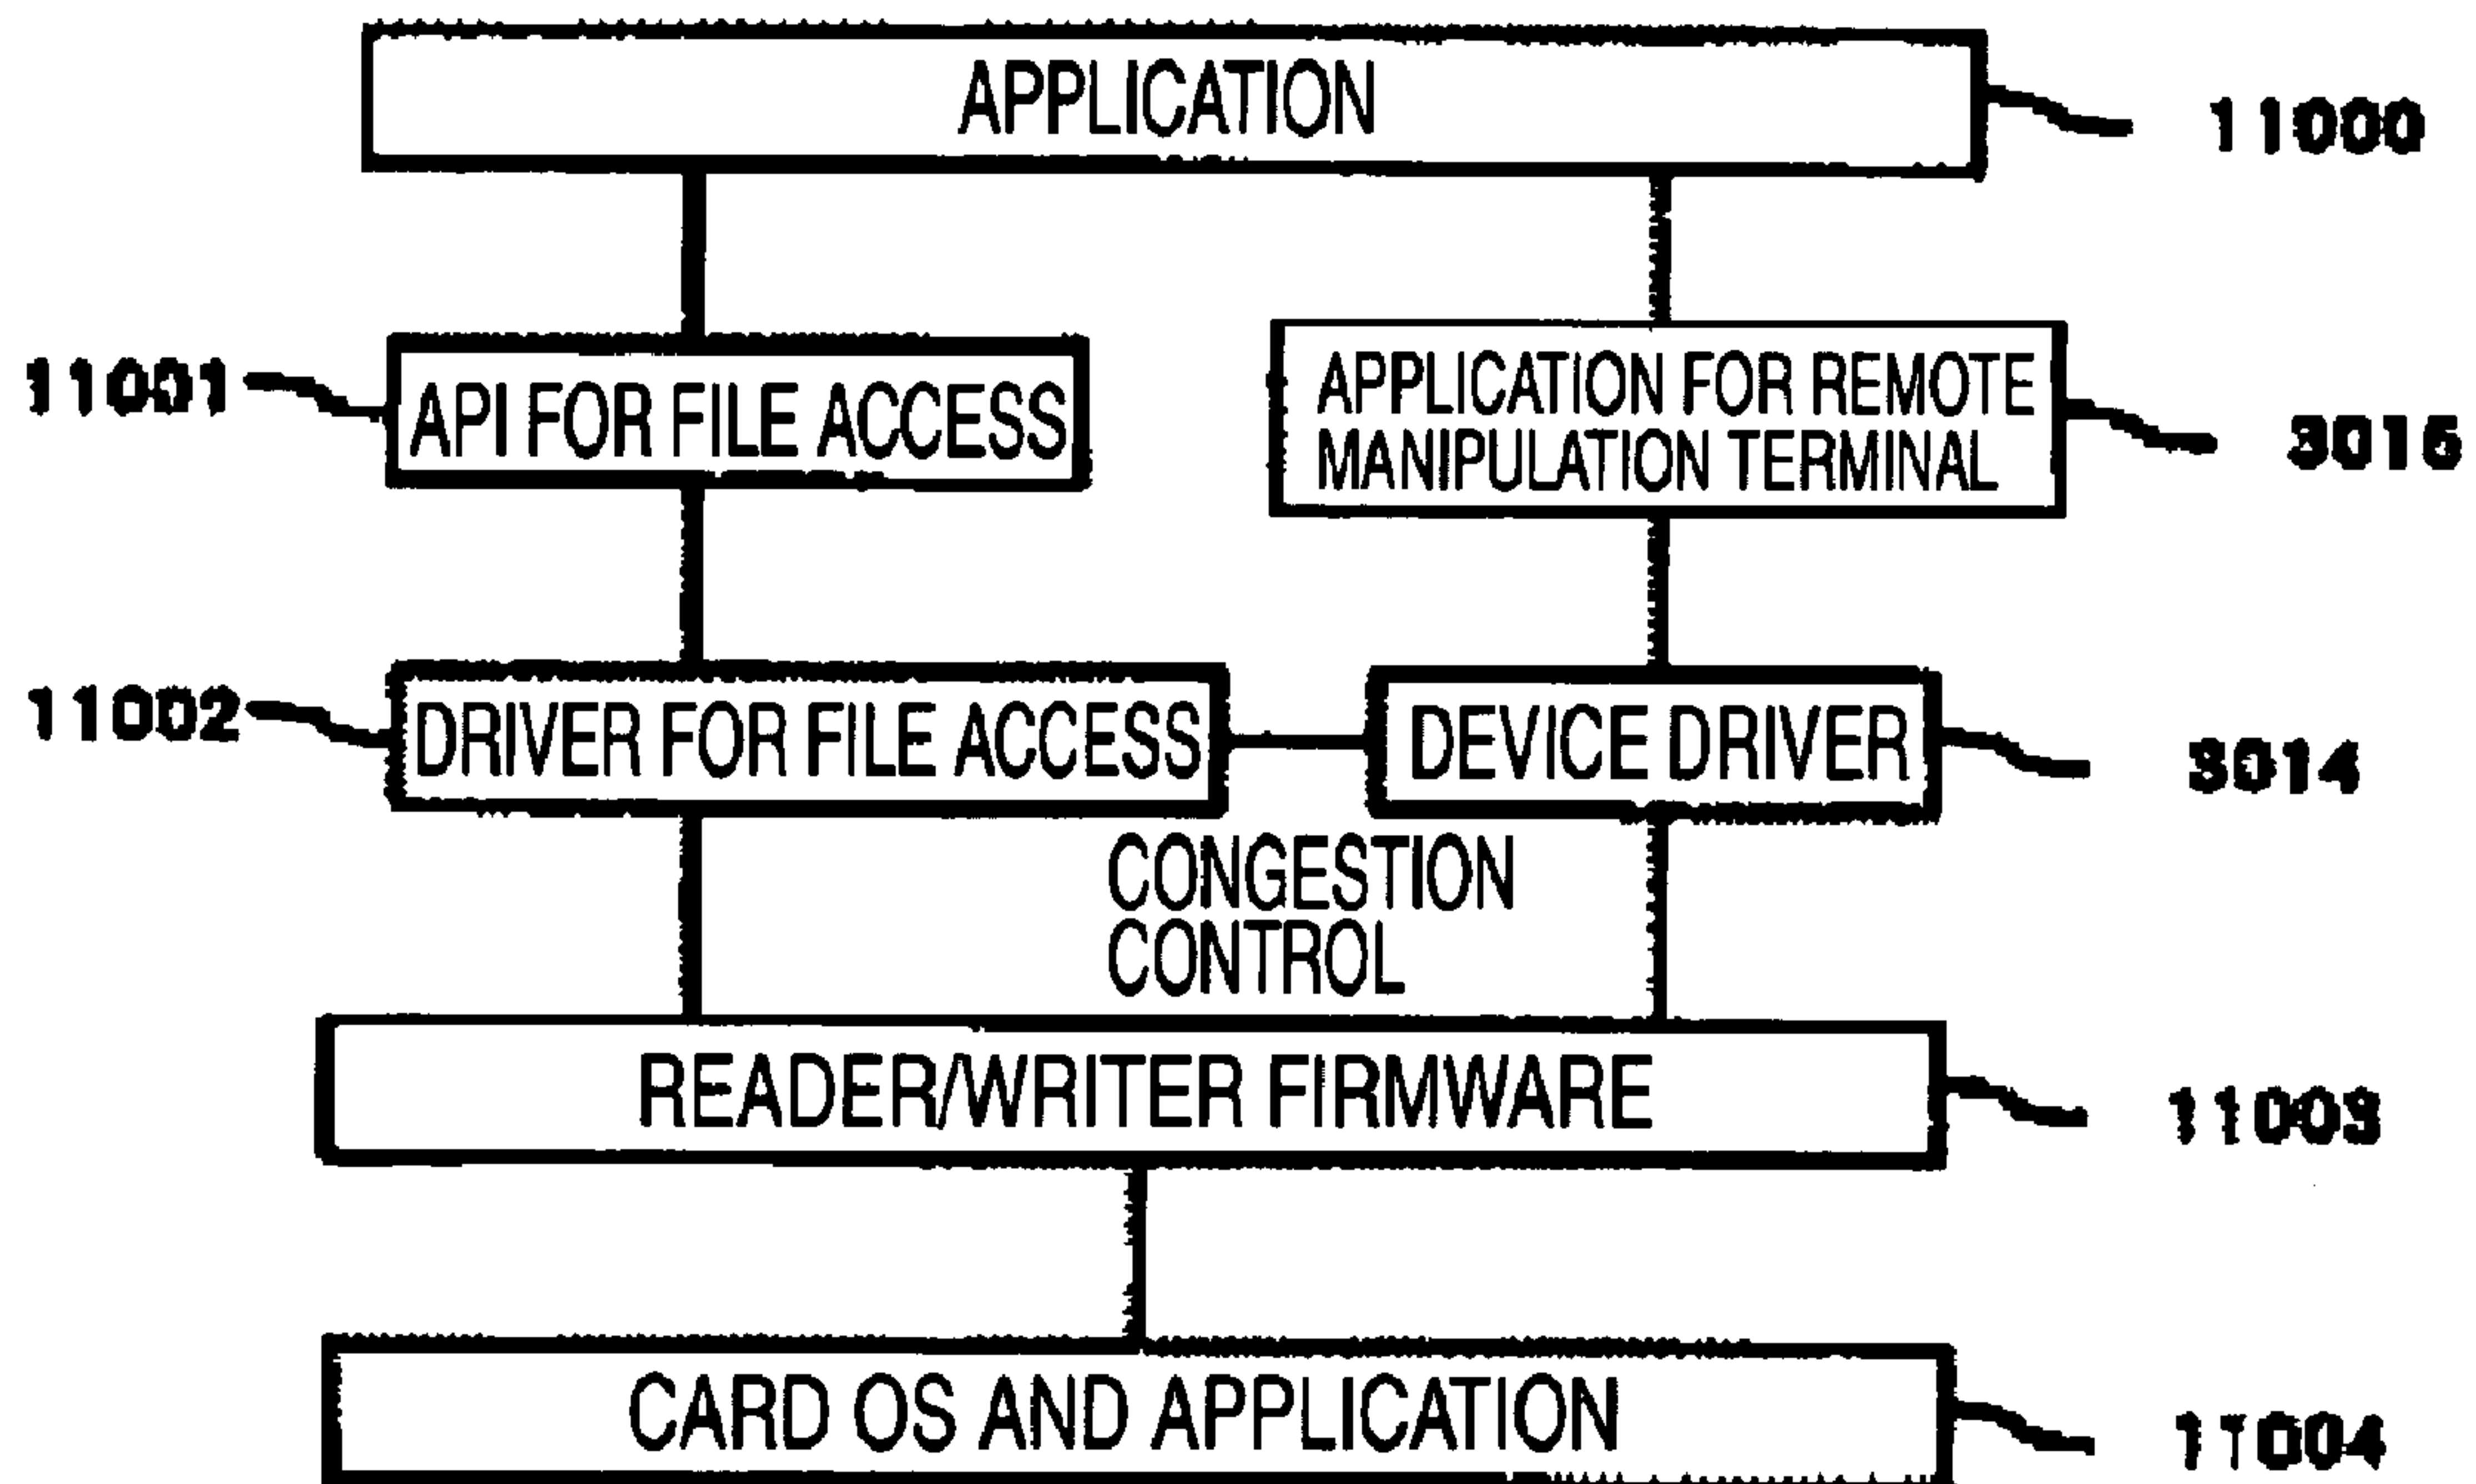 APPLICATION
11000
11001
API FOR FILE ACCESS
APPLICATION FOR REMOTE
MANIPULATION TERMINAL
11002
DRIVER FOR FILE ACCESS
DEVICE DRIVER
3014
CONGESTION
CONTROL
READER/WRITER FIRMWARE
11003
CARD OS AND APPLICATION
11004